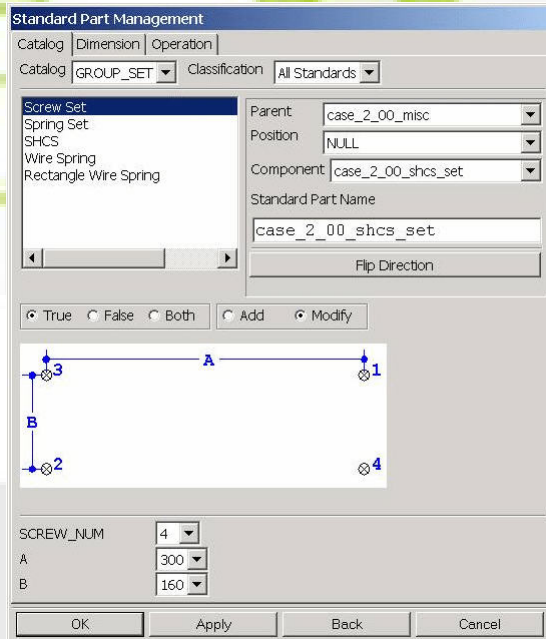 Standard Part Management
Catalog Dimension Operation
Catalog GROUP_SET Classification All Standards
Screw Set
Spring Set
SHCS
Wire Spring
Rectangle Wire Spring
Parent case_2_00_misc
Position NULL
Component case_2_00_shcs_set
Standard Part Name
case_2_00_shcs_set
Flip Direction
True False Both Add Modify
A
3 1
B
2 4
SCREW_NUM 4
A 300
B 160
OK Apply Back Cancel